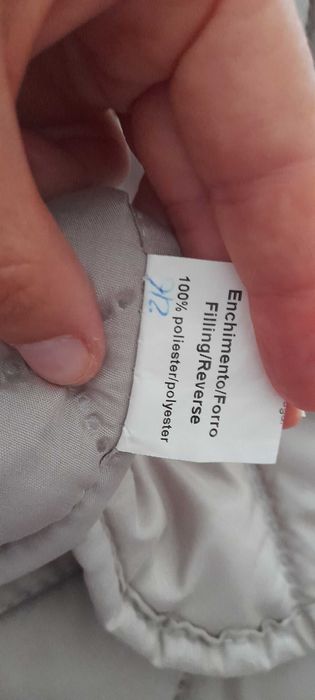 Enchimento/Forro
Filling/Reverse
100% poliester/polyester